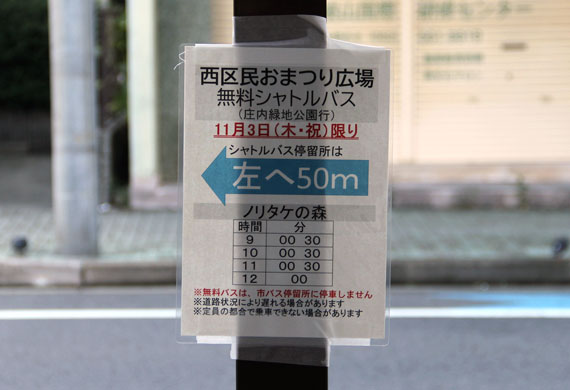 西区民おまつり広場
無料シャトルバス
(庄内緑地公園行)
11月3日(木・祝)限り
シャトルバス停留所は
左へ50m
ノリタケの森
時間 分
9 00 30
10 00 30
11 00 30
12 00
※無料バスは、市バス停留所に停車しません
※道路状況により遅れる場合があります
※定員の都合で乗車できない場合があります